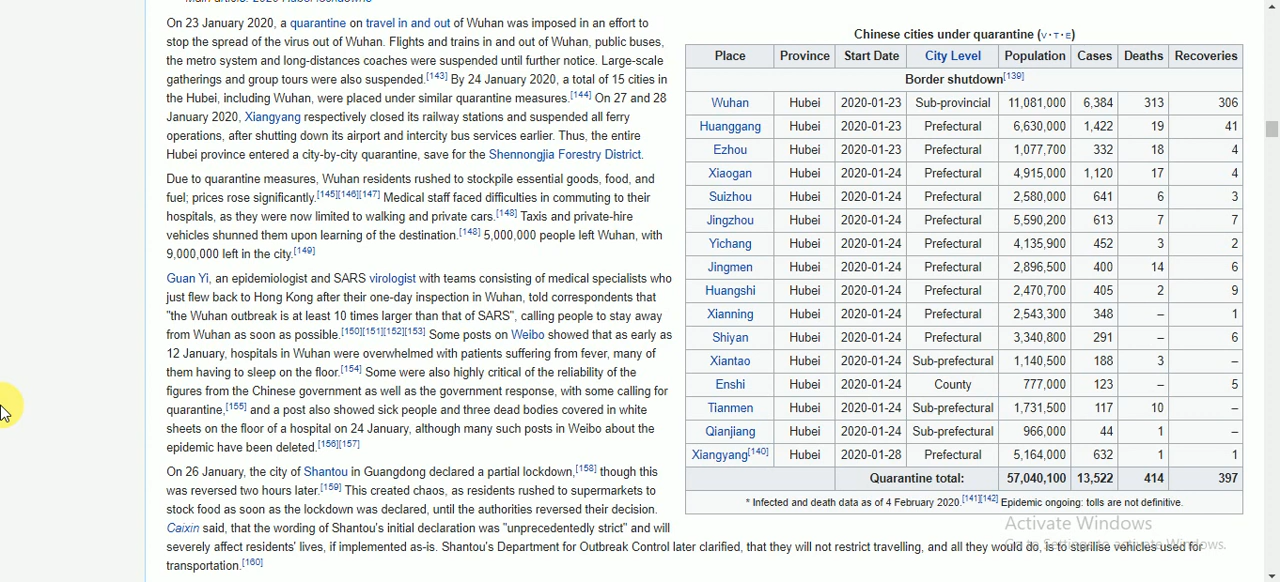 On 23 January 2020, a quarantine on travel in and out of Wuhan was imposed in an effort to
stop the spread of the virus out of Wuhan. Flights and trains in and out of Wuhan, public buses,
the metro system and long-distances coaches were suspended until further notice. Large-scale
gatherings and group tours were also suspended.[143] By 24 January 2020, a total of 15 cities in
the Hubei, including Wuhan, were placed under similar quarantine measures.[144] On 27 and 28
January 2020, Xiangyang respectively closed its railway stations and suspended all ferry
operations, after shutting down its airport and intercity bus services earlier. Thus, the entire
Hubei province entered a city-by-city quarantine, save for the Shennongjia Forestry District.
Due to quarantine measures, Wuhan residents rushed to stockpile essential goods, food, and
fuel; prices rose significantly.[145][146][147] Medical staff faced difficulties in commuting to their
hospitals, as they were now limited to walking and private cars.[148] Taxis and private-hire
vehicles shunned them upon learning of the destination.[148] 5,000,000 people left Wuhan, with
9,000,000 left in the city.[149]
Guan Yi, an epidemiologist and SARS virologist with teams consisting of medical specialists who
just flew back to Hong Kong after their one-day inspection in Wuhan, told correspondents that
"the Wuhan outbreak is at least 10 times larger than that of SARS", calling people to stay away
from Wuhan as soon as possible.[150][151][152][153] Some posts on Weibo showed that as early as
12 January, hospitals in Wuhan were overwhelmed with patients suffering from fever, many of
them having to sleep on the floor.[154] Some were also highly critical of the reliability of the
figures from the Chinese government as well as the government response, with some calling for
quarantine,[155] and a post also showed sick people and three dead bodies covered in white
sheets on the floor of a hospital on 24 January, although many such posts in Weibo about the
epidemic have been deleted.[156][157]
On 26 January, the city of Shantou in Guangdong declared a partial lockdown,[158] though this
was reversed two hours later.[159] This created chaos, as residents rushed to supermarkets to
stock food as soon as the lockdown was declared, until the authorities reversed their decision.
Caixin said, that the wording of Shantou's initial declaration was "unprecedentedly strict" and will
severely affect residents' lives, if implemented as-is. Shantou's Department for Outbreak Control later clarified, that they will not restrict travelling, and all they would do, is to sterilise vehicles used for
transportation.[160]
Chinese cities under quarantine (v·T·E)
Place Province Start Date City Level Population Cases Deaths Recoveries
Border shutdown[139]
Wuhan Hubei 2020-01-23 Sub-provincial 11,081,000 6,384 313 306
Huanggang Hubei 2020-01-23 Prefectural 6,630,000 1,422 19 41
Ezhou Hubei 2020-01-23 Prefectural 1,077,700 332 18 4
Xiaogan Hubei 2020-01-24 Prefectural 4,915,000 1,120 17 4
Suizhou Hubei 2020-01-24 Prefectural 2,580,000 641 6 3
Jingzhou Hubei 2020-01-24 Prefectural 5,590,200 613 7 7
Yichang Hubei 2020-01-24 Prefectural 4,135,900 452 3 2
Jingmen Hubei 2020-01-24 Prefectural 2,896,500 400 14 6
Huangshi Hubei 2020-01-24 Prefectural 2,470,700 405 2 9
Xianning Hubei 2020-01-24 Prefectural 2,543,300 348 – 1
Shiyan Hubei 2020-01-24 Prefectural 3,340,800 291 – 6
Xiantao Hubei 2020-01-24 Sub-prefectural 1,140,500 188 3 –
Enshi Hubei 2020-01-24 County 777,000 123 – 5
Tianmen Hubei 2020-01-24 Sub-prefectural 1,731,500 117 10 –
Qianjiang Hubei 2020-01-24 Sub-prefectural 966,000 44 1 –
Xiangyang[140] Hubei 2020-01-28 Prefectural 5,164,000 632 1 1
Quarantine total: 57,040,100 13,522 414 397
* Infected and death data as of 4 February 2020.[141][142] Epidemic ongoing: tolls are not definitive.
Activate Windows